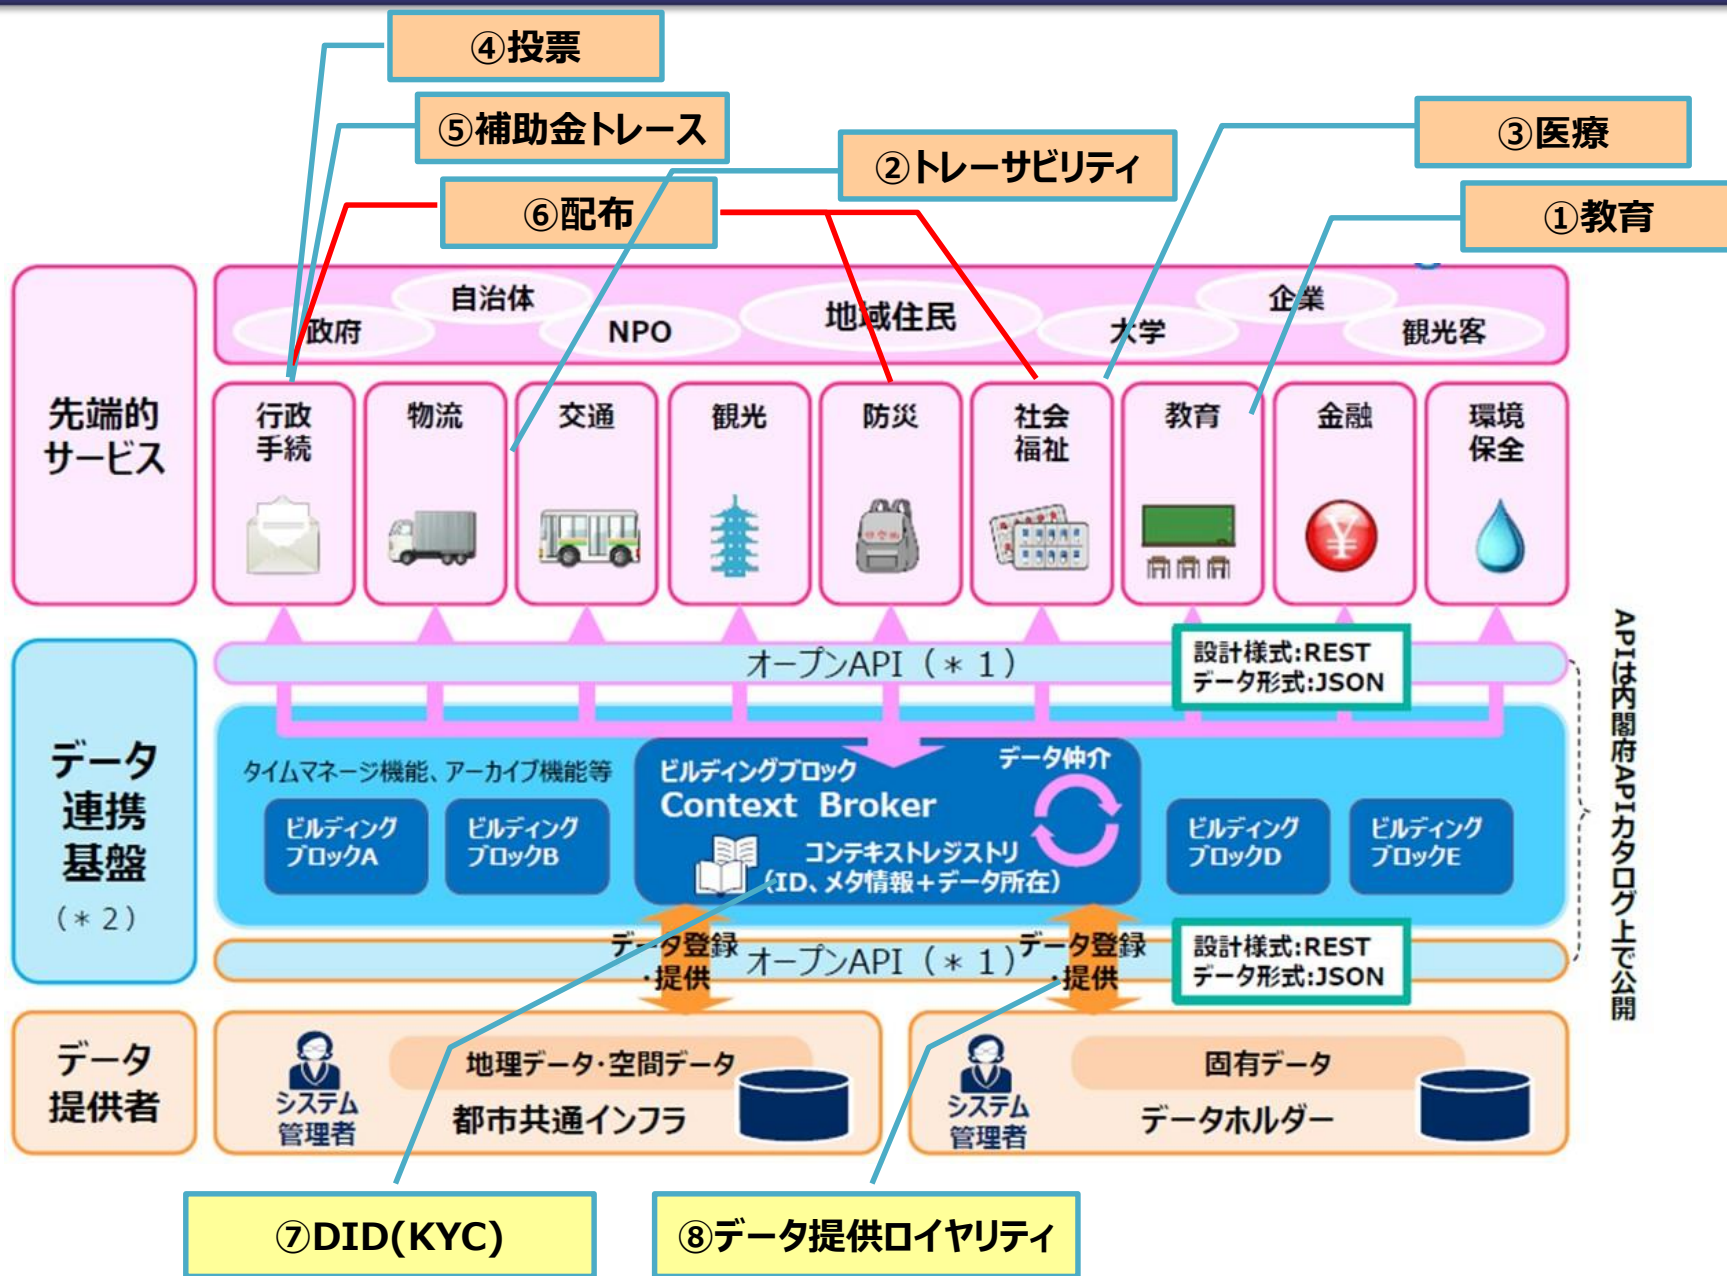 ④投票
⑤補助金トレース
②トレーサビリティ
③医療
⑥配布
①教育
先端的
サービス
政府
自治体
NPO
地域住民
大学
企業
観光客
行政
手続
物流
交通
観光
防災
社会
福祉
教育
金融
環境
保全
オープンAPI（＊1）
設計様式:REST
データ形式:JSON
データ
連携
基盤
（＊2）
タイムマネージ機能、アーカイブ機能等
ビルディング
ブロックA
ビルディング
ブロックB
ビルディングブロック
Context Broker
データ仲介
コンテキストレジストリ
（ID、メタ情報+データ所在）
ビルディング
ブロックD
ビルディング
ブロックE
データ登録
・提供
オープンAPI（＊1）
データ登録
・提供
設計様式:REST
データ形式:JSON
APIは内閣府APIカタログ上で公開
データ
提供者
システム
管理者
地理データ・空間データ
都市共通インフラ
システム
管理者
固有データ
データホルダー
⑦DID(KYC)
⑧データ提供ロイヤリティ